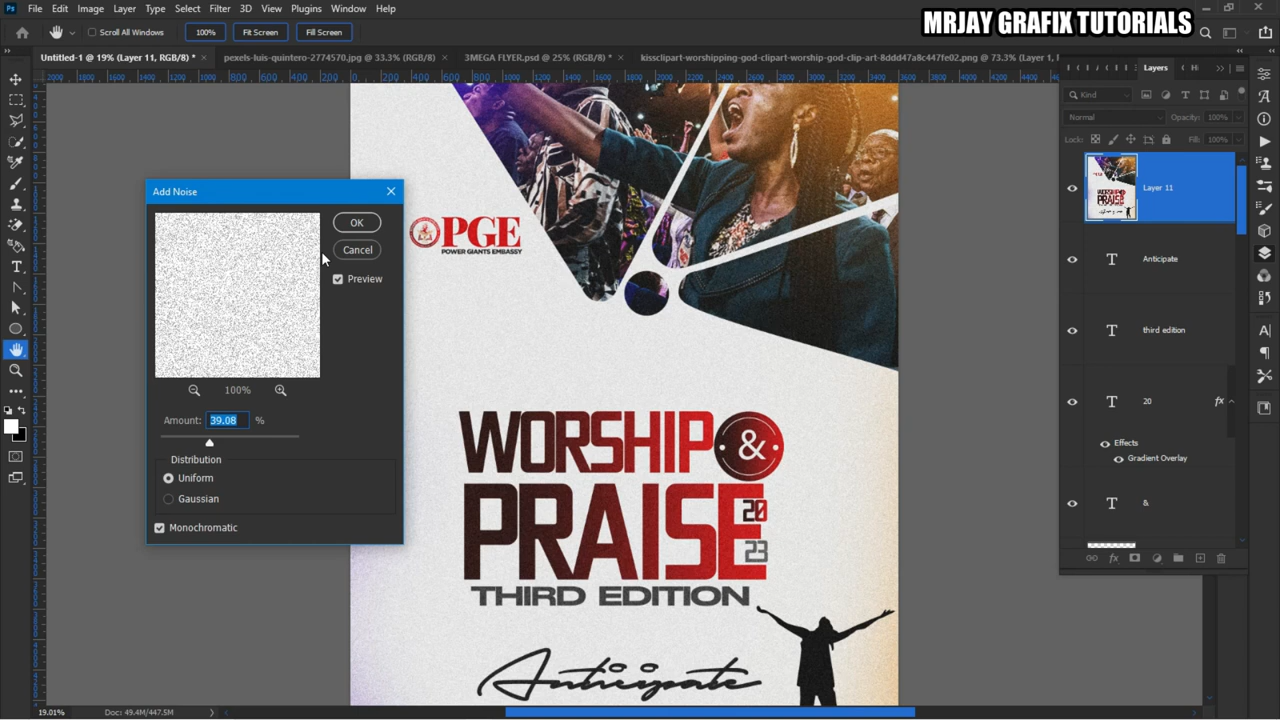 MRJAY GRAFIX TUTORIALS
Ps File Edit Image Layer Type Select Filter 3D View Plugins Window Help
Scroll All Windows 100% Fit Screen Fill Screen
Untitled-1 @ 19% (Layer 11, RGB/8) * × pexels-luis-quintero-2774570.jpg @ 33.3% (RGB/8) × 3MEGA FLYER.psd @ 25% (RGB/8) * × kissclipart-worshipping-god-clipart-worship-god-clip-art-8ddd47a8c447fe02.png @ 73.3% (Layer 1,
Layers
Kind
Normal Opacity: 100%
Lock: Fill: 100%
Layer 11
Anticipate
third edition
20 fx
Effects
Gradient Overlay
&
fx
Add Noise
OK
Cancel
Preview
100%
Amount: 39.08 %
Distribution
Uniform
Gaussian
Monochromatic
PGE
POWER GIANTS EMBASSY
WORSHIP &
PRAISE
20
23
THIRD EDITION
Anticipate
19.01% Doc: 49.4M/447.5M